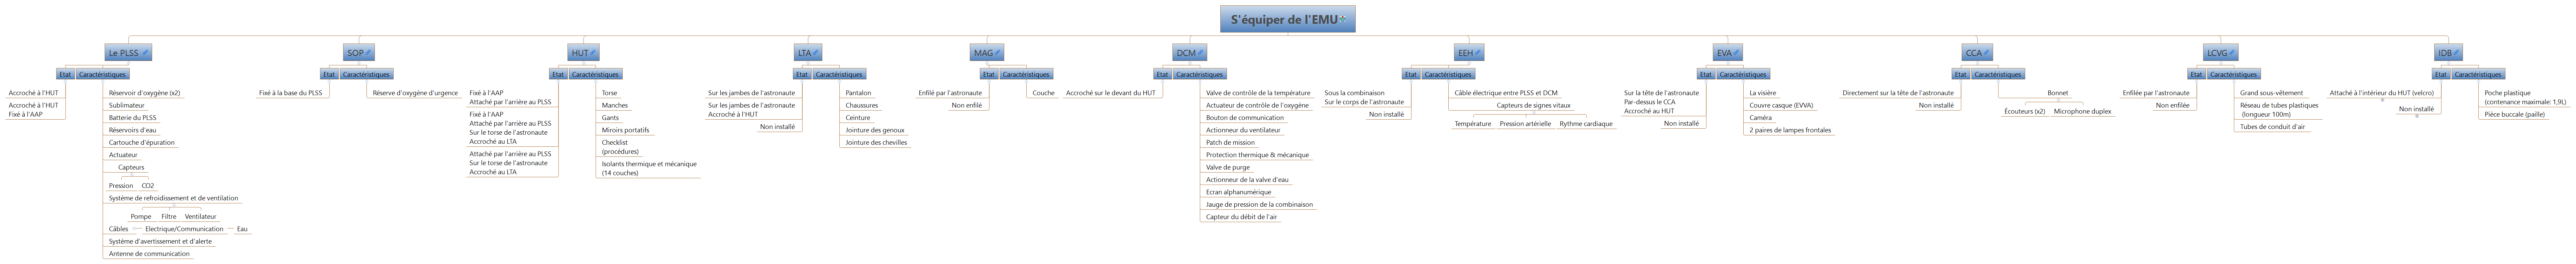 S'équiper de l'EMU
Le PLSS
Etat
Caractéristiques
Accroché à l'HUT
Accroché à l'HUT
Fixé à l'AAP
Réservoir d'oxygène (x2)
Sublimateur
Batterie du PLSS
Réservoirs d'eau
Cartouche d'épuration
Actuateur
Capteurs
Pression
CO2
Système de refroidissement et de ventilation
Pompe
Filtre
Ventilateur
Câbles
Electrique/Communication
Eau
Système d'avertissement et d'alerte
Antenne de communication
SOP
Etat
Caractéristiques
Fixé à la base du PLSS
Réserve d'oxygène d'urgence
HUT
Etat
Caractéristiques
Fixé à l'AAP
Attaché par l'arrière au PLSS
Fixé à l'AAP
Attaché par l'arrière au PLSS
Sur le torse de l'astronaute
Accroché au LTA
Attaché par l'arrière au PLSS
Sur le torse de l'astronaute
Accroché au LTA
Torse
Manches
Gants
Miroirs portatifs
Checklist
(procédures)
Isolants thermique et mécanique
(14 couches)
LTA
Etat
Caractéristiques
Sur les jambes de l'astronaute
Sur les jambes de l'astronaute
Accroché à l'HUT
Non installé
Pantalon
Chaussures
Ceinture
Jointure des genoux
Jointure des chevilles
MAG
Etat
Caractéristiques
Enfilé par l'astronaute
Non enfilé
Couche
DCM
Etat
Caractéristiques
Accroché sur le devant du HUT
Valve de contrôle de la température
Actuateur de contrôle de l'oxygène
Bouton de communication
Actionneur du ventilateur
Patch de mission
Protection thermique & mécanique
Valve de purge
Actionneur de la valve d'eau
Ecran alphanumérique
Jauge de pression de la combinaison
Capteur du débit de l'air
EEH
Etat
Caractéristiques
Sous la combinaison
Sur le corps de l'astronaute
Non installé
Câble électrique entre PLSS et DCM
Capteurs de signes vitaux
Température
Pression artérielle
Rythme cardiaque
EVA
Etat
Caractéristiques
Sur la tête de l'astronaute
Par-dessus le CCA
Accroché au HUT
Non installé
La visière
Couvre casque (EVVA)
Caméra
2 paires de lampes frontales
CCA
Etat
Caractéristiques
Directement sur la tête de l'astronaute
Non installé
Bonnet
Écouteurs (x2)
Microphone duplex
LCVG
Etat
Caractéristiques
Enfilée par l'astronaute
Non enfilée
Grand sous-vêtement
Réseau de tubes plastiques
(longueur 100m)
Tubes de conduit d'air
IDB
Etat
Caractéristiques
Attaché à l'intérieur du HUT (velcro)
Non installé
Poche plastique
(contenance maximale: 1,9L)
Pièce buccale (paille)